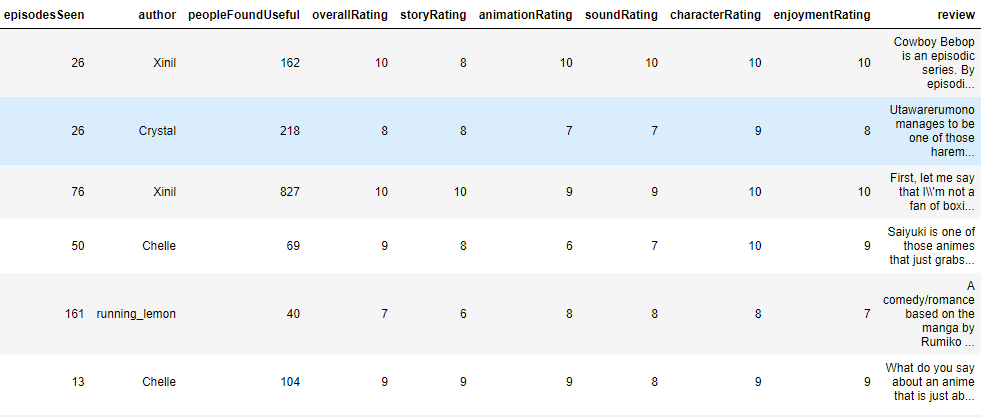 episodesSeen author peopleFoundUseful overallRating storyRating animationRating soundRating characterRating enjoymentRating review
26 Xinil 162 10 8 10 10 10 10 Cowboy Bebop
is an episodic
series. By
episodi...
26 Crystal 218 8 8 7 7 9 8 Utawarerumono
manages to be
one of those
harem...
76 Xinil 827 10 10 9 9 10 10 First, let me say
that I\\'m not a
fan of boxi...
50 Chelle 69 9 8 6 7 10 9 Saiyuki is one of
those animes
that just grabs...
161 running_lemon 40 7 6 8 8 8 7 A
comedy/romance
based on the
manga by
Rumiko ...
13 Chelle 104 9 9 9 8 9 9 What do you say
about an anime
that is just ab...